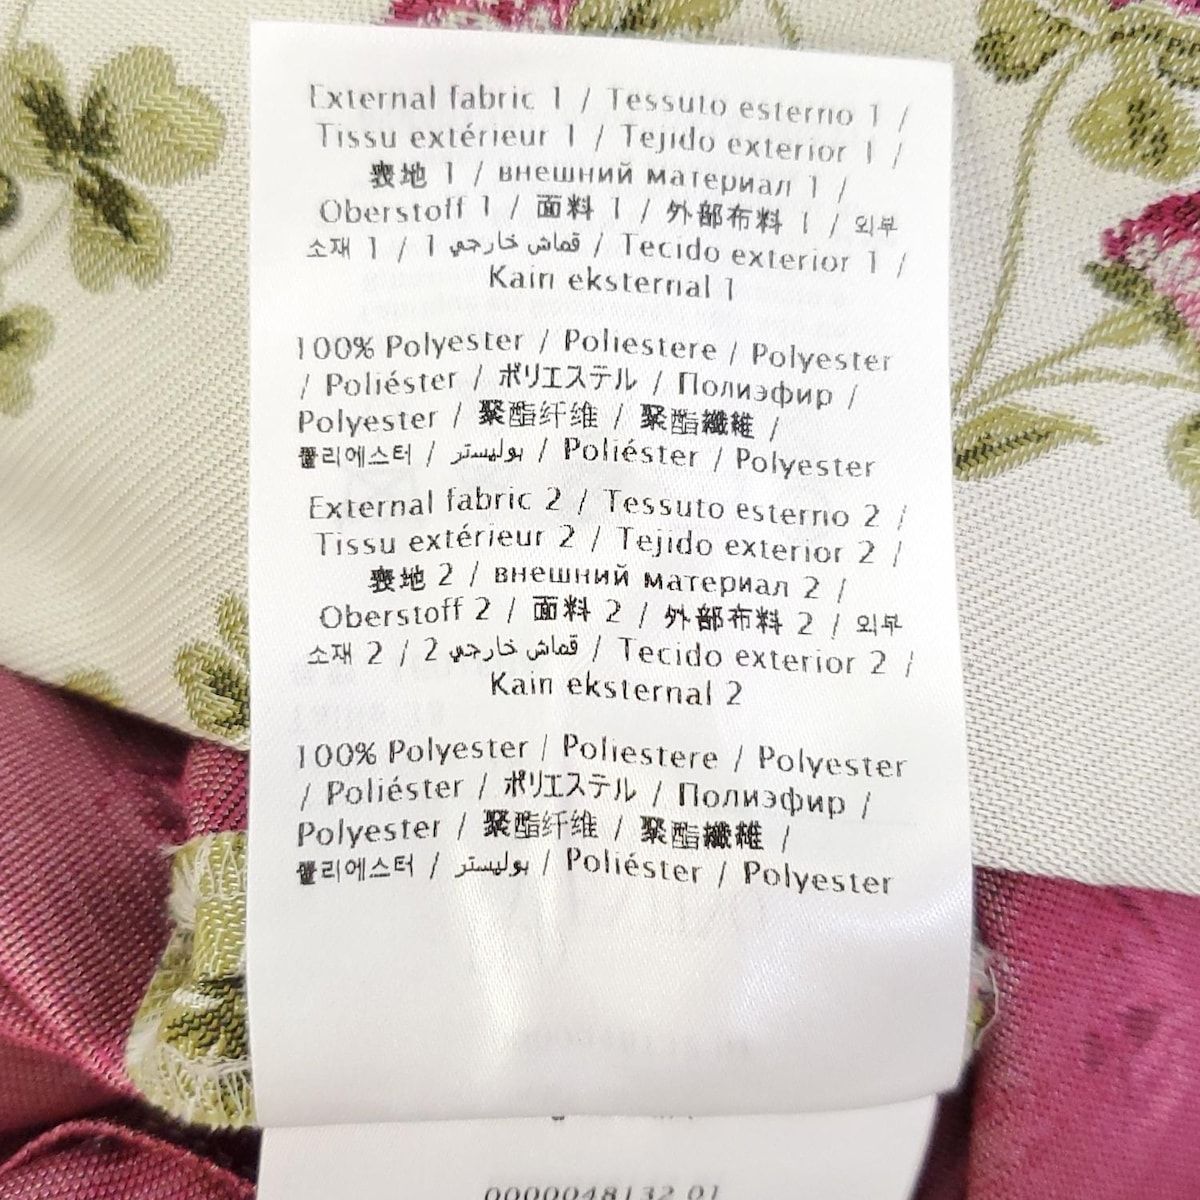 External fabric 1 / Tessuto esterno 1 /
Tissu extérieur 1 / Tejido exterior 1 /
表地 1 / внешний материал 1 /
Oberstoff 1 / 面料 1 / 外部布料 1 / 외부
소재 1 / 1 قماش خارجي / Tecido exterior 1 /
Kain eksternal 1
100% Polyester / Poliestere / Polyester
/ Poliéster / ポリエステル / Полиэфир /
Polyester / 聚酯纤维 / 聚酯纖維 /
폴리에스터 / بوليستر / Poliéster / Polyester
External fabric 2 / Tessuto esterno 2 /
Tissu extérieur 2 / Tejido exterior 2 /
表地 2 / внешний материал 2 /
Oberstoff 2 / 面料 2 / 外部布料 2 / 외부
소재 2 / 2 قماش خارجي / Tecido exterior 2 /
Kain eksternal 2
100% Polyester / Poliestere / Polyester
/ Poliéster / ポリエステル / Полиэфир /
Polyester / 聚酯纤维 / 聚酯纖維 /
폴리에스터 / بوليستر / Poliéster / Polyester
0000048132 01